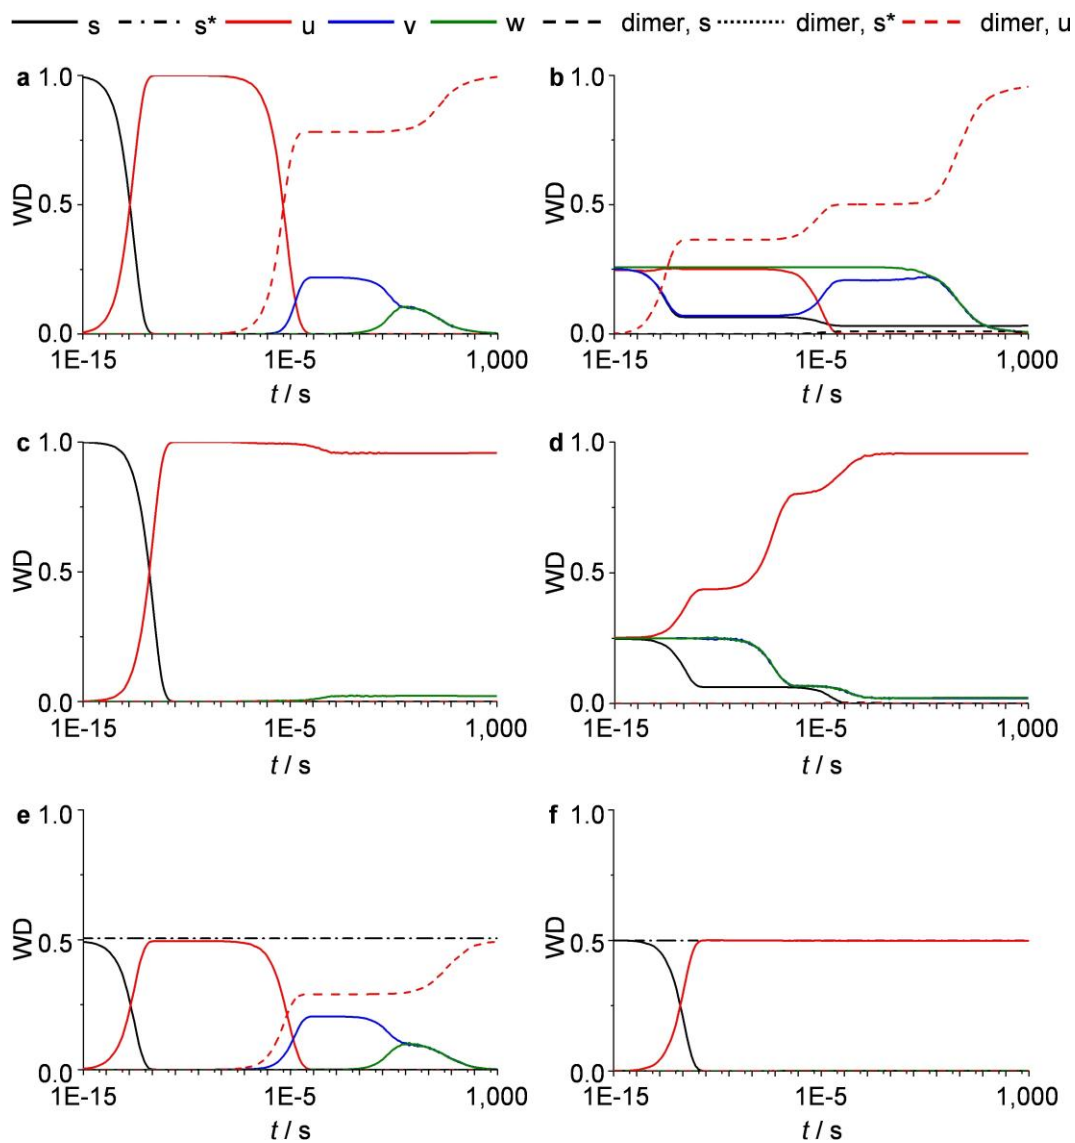 s s* u v w dimer, s dimer, s* dimer, u
a 1.0 b 1.0
WD 0.5 WD 0.5
0.0 0.0
1E-15 1E-5 1,000 1E-15 1E-5 1,000
t / s t / s
c 1.0 d 1.0
WD 0.5 WD 0.5
0.0 0.0
1E-15 1E-5 1,000 1E-15 1E-5 1,000
t / s t / s
e 1.0 f 1.0
WD 0.5 WD 0.5
0.0 0.0
1E-15 1E-5 1,000 1E-15 1E-5 1,000
t / s t / s